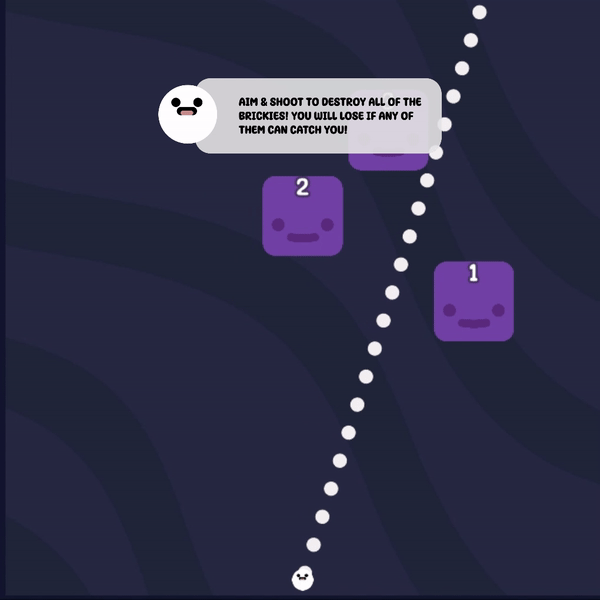 AIM & SHOOT TO DESTROY ALL OF THE
BRICKIES! YOU WILL LOSE IF ANY OF
THEM CAN CATCH YOU!
2
1